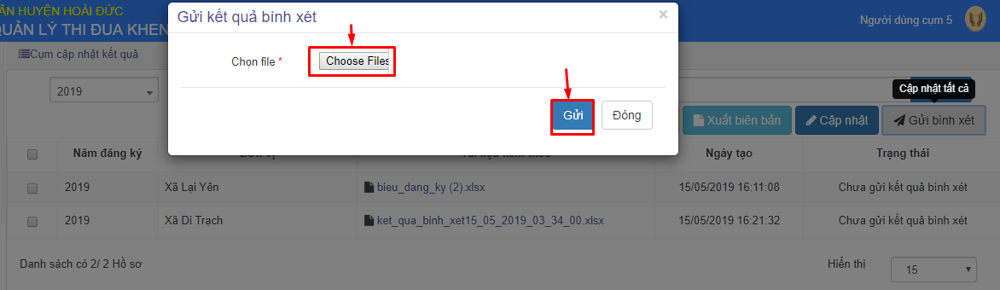 ÂN HUYỆN HOÀI ĐỨC
QUẢN LÝ THI ĐUA KHEN
Gửi kết quả bình xét
×
Người dùng cụm 5
Cụm cập nhật kết quả
Chọn file *
Choose Files
2019
Cập nhật tất cả
Gửi
Đóng
Xuất biên bản
Cập nhật
Gửi bình xét
Năm đăng ký
Ngày tạo
Trạng thái
2019 Xã Lại Yên bieu_dang_ky (2).xlsx 15/05/2019 16:11:08 Chưa gửi kết quả bình xét
2019 Xã Di Trạch ket_qua_binh_xet15_05_2019_03_34_00.xlsx 15/05/2019 16:21:32 Chưa gửi kết quả bình xét
Danh sách có 2/ 2 Hồ sơ
Hiển thị
15